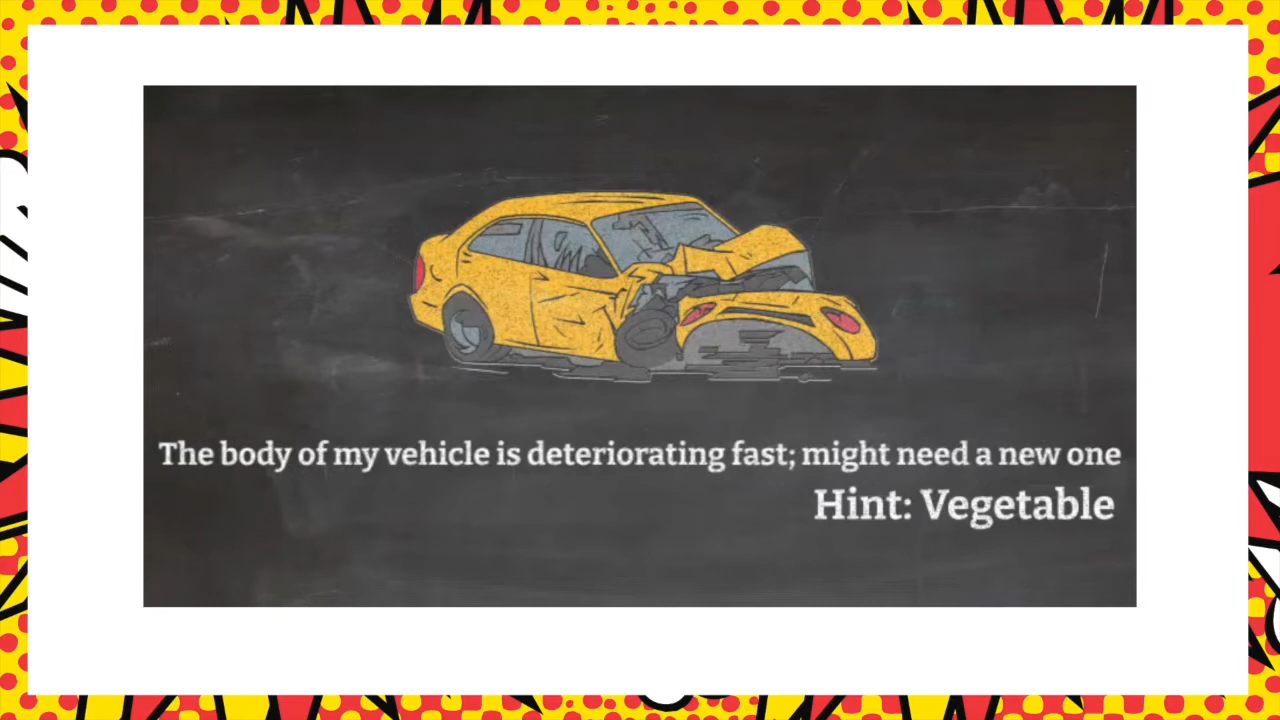 The body of my vehicle is deteriorating fast; might need a new one
Hint: Vegetable